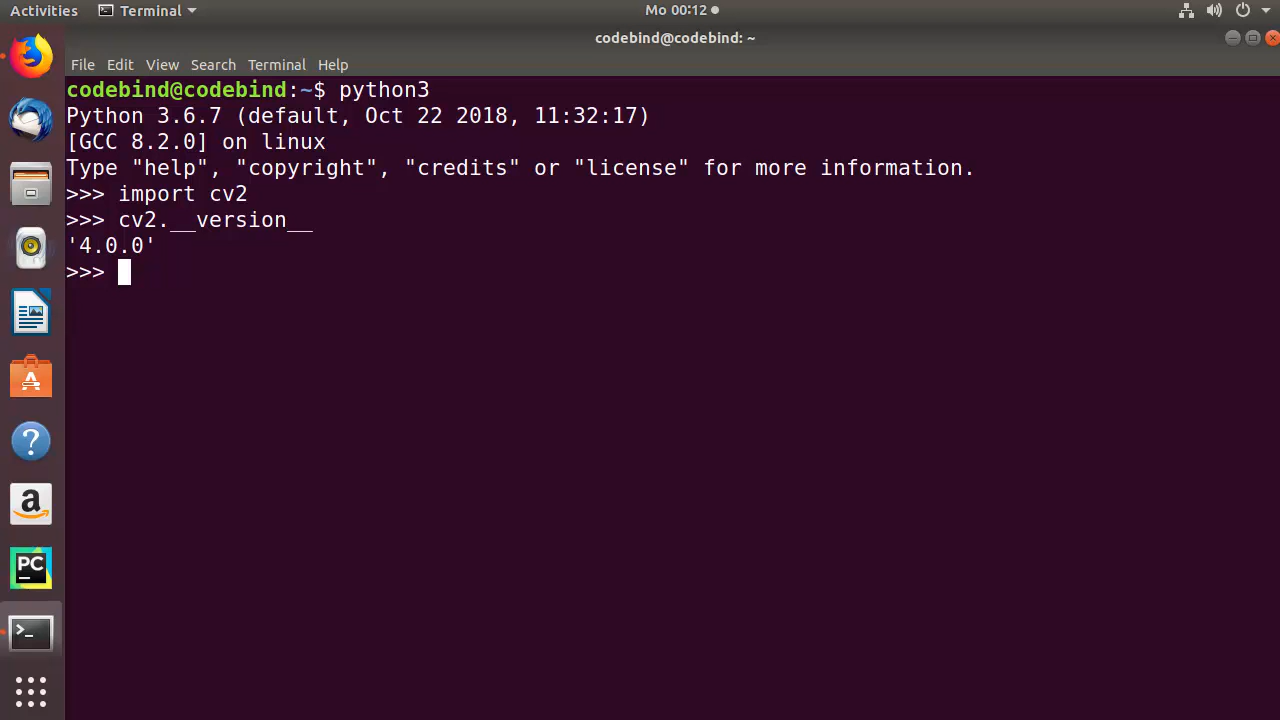 Activities Terminal Mo 00:12
codebind@codebind: ~
File Edit View Search Terminal Help
codebind@codebind:~$ python3
Python 3.6.7 (default, Oct 22 2018, 11:32:17)
[GCC 8.2.0] on linux
Type "help", "copyright", "credits" or "license" for more information.
>>> import cv2
>>> cv2.__version__
'4.0.0'
>>>
A
?
a
PC
>_